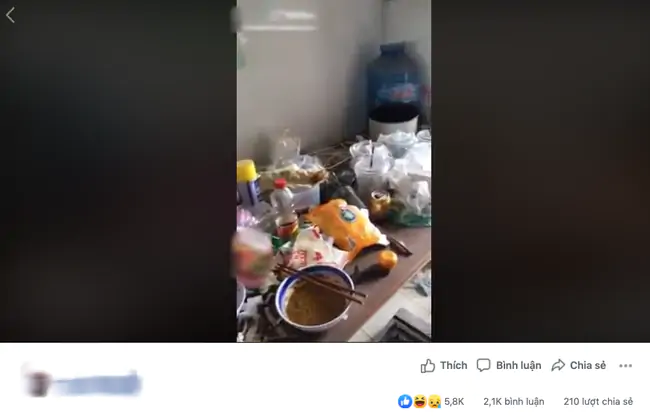 Thích Bình luận Chia sẻ
5,8K 2,1K bình luận 210 lượt chia sẻ